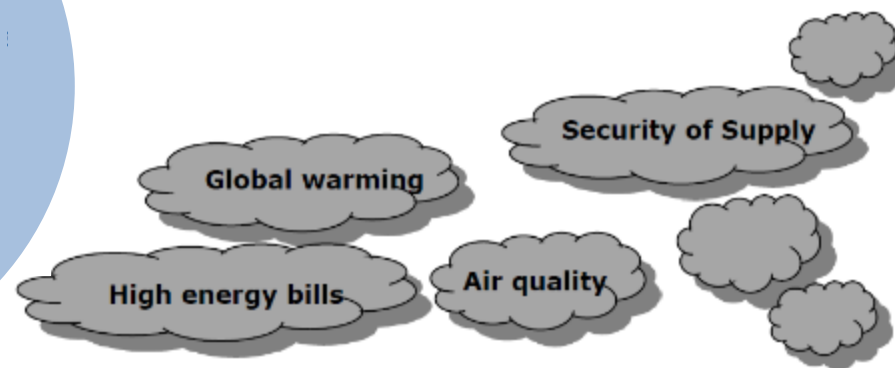 Security of Supply
Global warming
High energy bills
Air quality